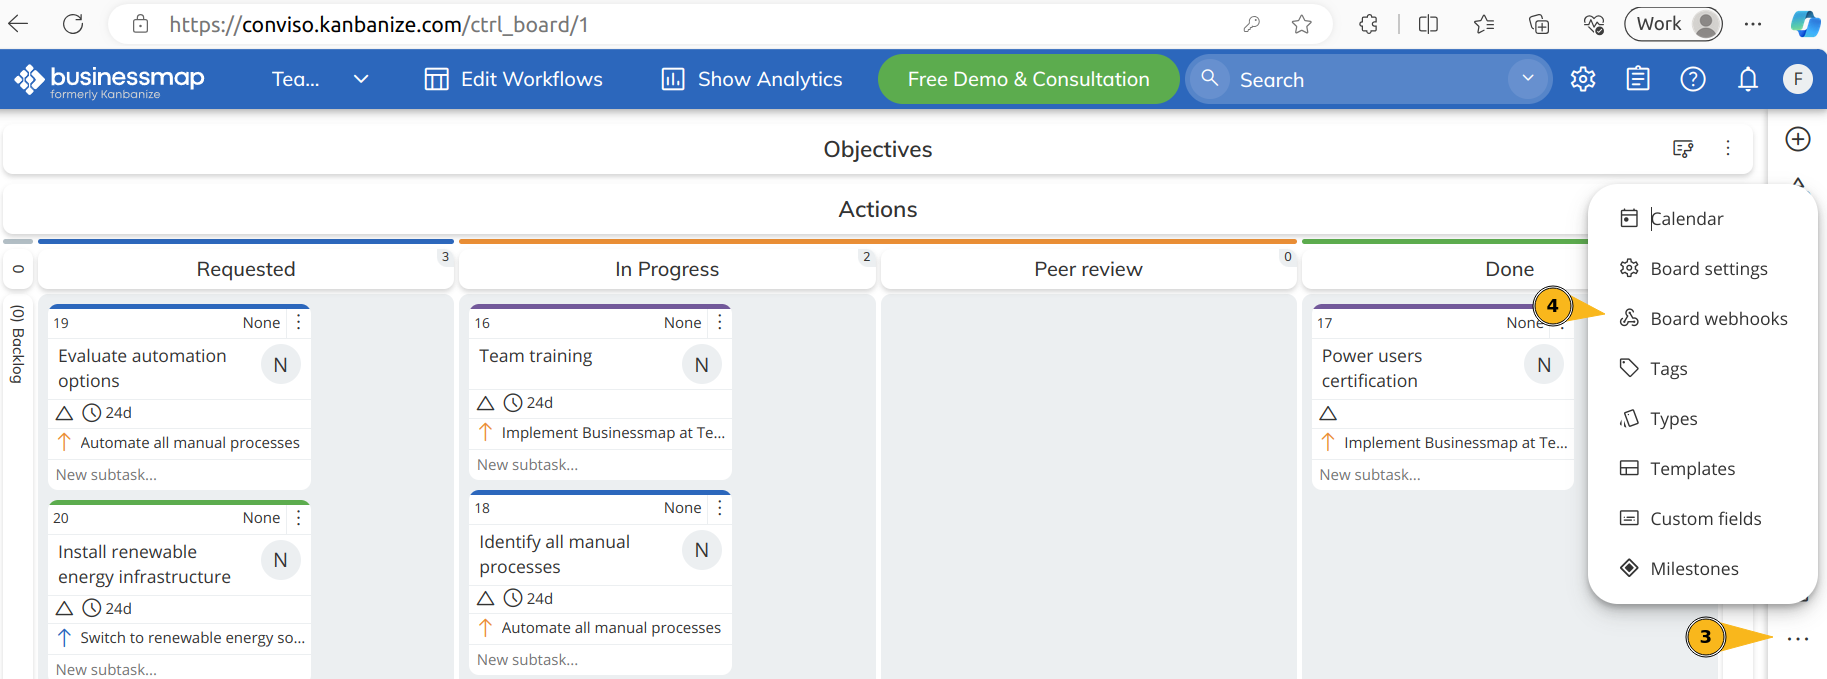 https://conviso.kanbanize.com/ctrl_board/1
Work
businessmap
formerly Kanbanize
Tea...
Edit Workflows
Show Analytics
Free Demo & Consultation
Search
F
Objectives
Actions
0
(0) Backlog
Requested
3
In Progress
2
Peer review
0
Done
19
None
Evaluate automation
options
N
24d
Automate all manual processes
New subtask...
20
None
Install renewable
energy infrastructure
N
24d
Switch to renewable energy so...
New subtask...
16
None
Team training
N
24d
Implement Businessmap at Te...
New subtask...
18
None
Identify all manual
processes
N
24d
Automate all manual processes
New subtask...
17
None
Power users
certification
N
Implement Businessmap at Te...
New subtask...
Calendar
Board settings
4
Board webhooks
Tags
Types
Templates
Custom fields
Milestones
3